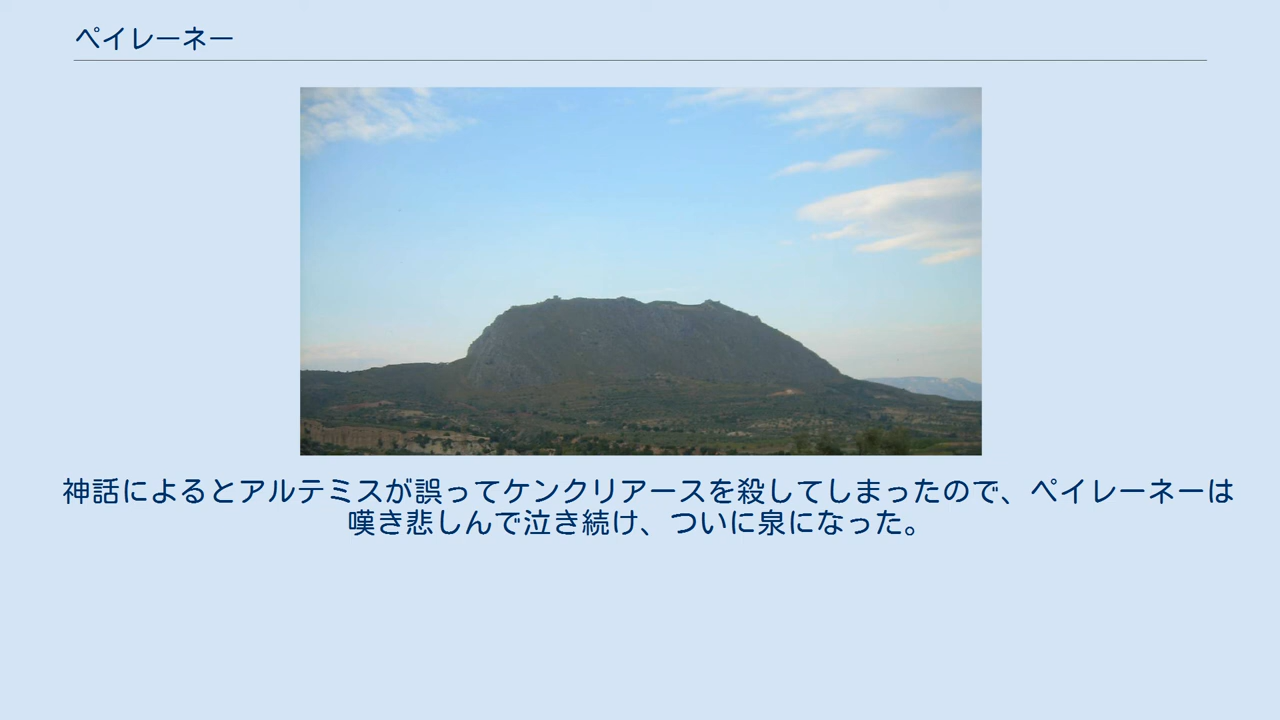 ペイレーネー
神話によるとアルテミスが誤ってケンクリアースを殺してしまったので、ペイレーネーは
嘆き悲しんで泣き続け、ついに泉になった。